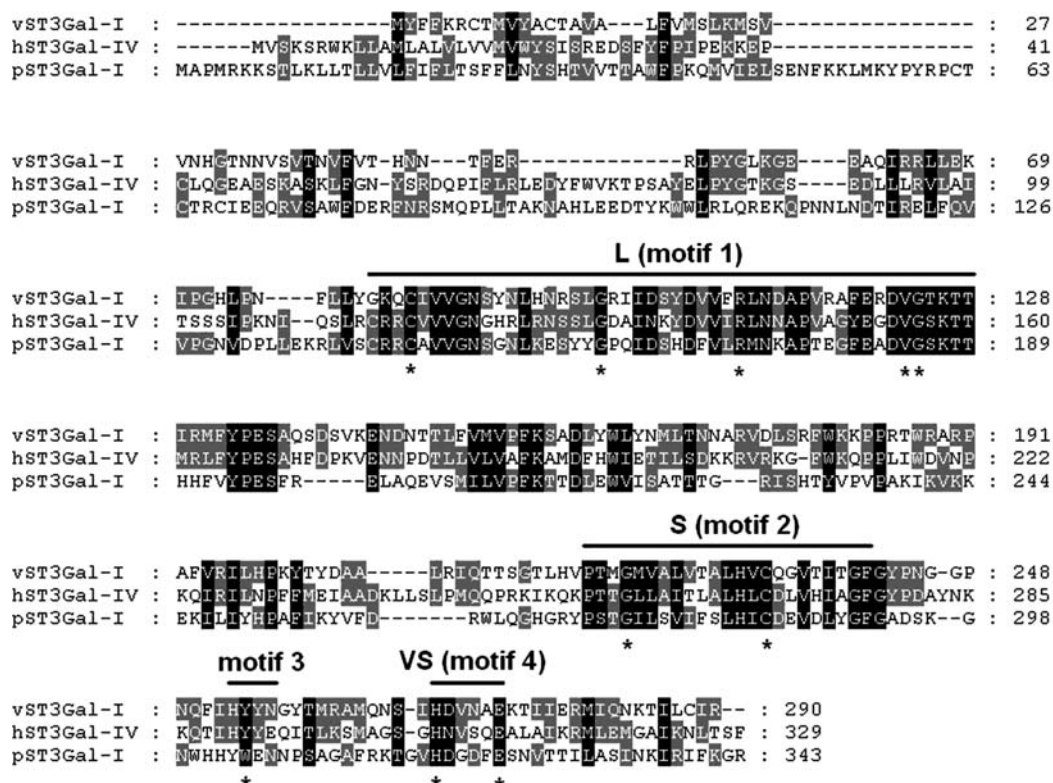 vST3Gal-I : -----------------MYFFKRCTMVYACTAVA---LFVMSLKMSV---------------- : 27
hST3Gal-IV : ------MVSKSRWKLLAMLALVLVVMVWYSISREDSFYFPIPEKKEP---------------- : 41
pST3Gal-I : MAPMRKKSTLKLLTLLVLFIFLTSFFLNYSHTVVTTAWFPKQMVIELSENFKKLMKYPYRPCT : 63
vST3Gal-I : VNHGTNNVSVTNVFVT-HNN---TFER-------------RLPYGLKGE----EAQIRRLLEK : 69
hST3Gal-IV : CLQGEAESKASKLFGN-YSRDQPIFLRLEDYFWVKTPSAYELPYGTKGS----EDLLLRVLAI : 99
pST3Gal-I : CTRCIEEQRVSAWFDERFNRSMQPLLTAKNAHLEEDTYKWWLRLQREKQPNNLNDTIRELFQV : 126
L (motif 1)
vST3Gal-I : IPGHLPN----FLLYGKQCIVVGNSYNLHNRSLGRIIDSYDVVFRLNDAPVRAFERDVGTKTT : 128
hST3Gal-IV : TSSSIPKNI--QSLRCRRCVVVGNGHRLRNSSLGDAINKYDVVIRLNNAPVAGYEGDVGSKTT : 160
pST3Gal-I : VPGNVDPLLEKRLVSCRRCAVVGNSGNLKESYYGPQIDSHDFVLRMNKAPTEGFEADVGSKTT : 189
* * * **
vST3Gal-I : IRMFYPESAQSDSVKENDNTTLFVMVPFKSADLYWLYNMLTNNARVDLSRFWKKPPRTWRARP : 191
hST3Gal-IV : MRLFYPESAHFDPKVENNPDTLLVLVAFKAMDFHWIETILSDKKRVRKG-FWKQPPLIWDVNP : 222
pST3Gal-I : HHFVYPESFR-----ELAQEVSMILVPFKTTDLEWVISATTTG---RISHTYVPVPAKIKVKK : 244
S (motif 2)
vST3Gal-I : AFVRILHPKYTYDAA-----LRIQTTSGTLHVPTMGMVALVTALHVCQGVTITGFGYPNG-GP : 248
hST3Gal-IV : KQIRILNPFFMEIAADKLLSLPMQQPRKIKQKPTTGLLAITLALHLCDLVHIAGFGYPDAYNK : 285
pST3Gal-I : EKILIYHPAFIKYVFD-------RWLQGHGRYPSTGILSVIFSLHICDEVDLYGFGADSK--G : 298
* *
motif 3 VS (motif 4)
vST3Gal-I : NQFIHYYNGYTMRAMQNS-IHDVNAEKTIIERMIQNKTILCIR-- : 290
hST3Gal-IV : KQTIHYYEQITLKSMAGS-GHNVSQEALAIKRMLEMGAIKNLTSF : 329
pST3Gal-I : NWHHYWENNPSAGAFRKTGVHDGDFESNVTTILASINKIRIFKGR : 343
* * *